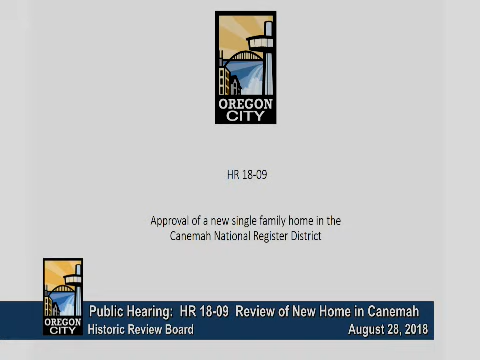 OREGON
CITY
HR 18-09
Approval of a new single family home in the
Canemah National Register District
Public Hearing: HR 18-09 Review of New Home in Canemah
OREGON
CITY
Historic Review Board
August 28, 2018